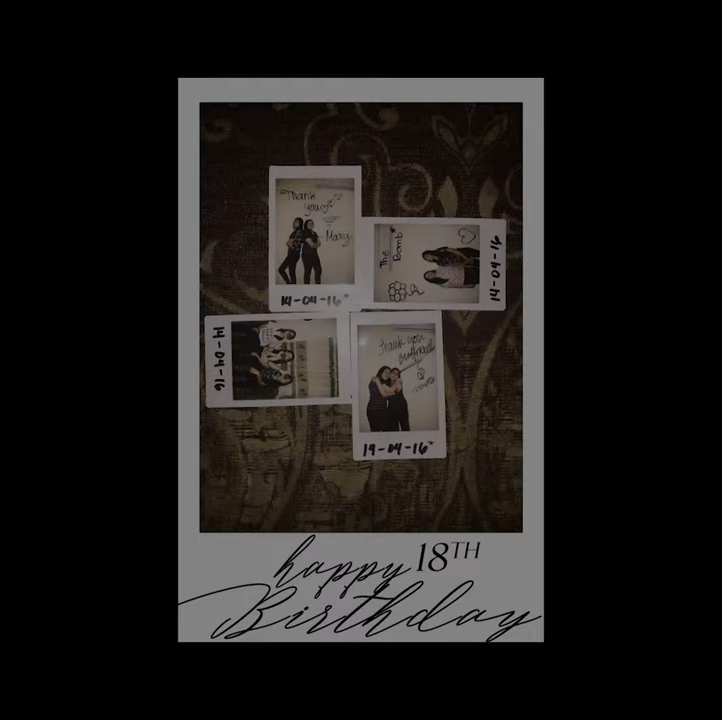 Thank
you
Mary
14-04-16
The
Bomb
14-04-16
14-04-16
Thank you
bestfriend
14-04-16
happy 18TH
Birthday